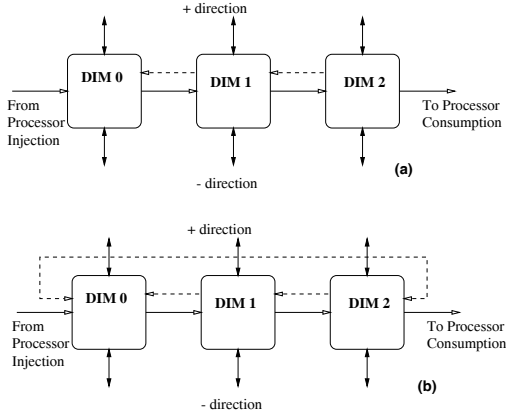 + direction
DIM 0
DIM 1
DIM 2
From
Processor
Injection
To Processor
Consumption
(a)
- direction
+ direction
DIM 0
DIM 1
DIM 2
From
Processor
Injection
To Processor
Consumption
(b)
- direction